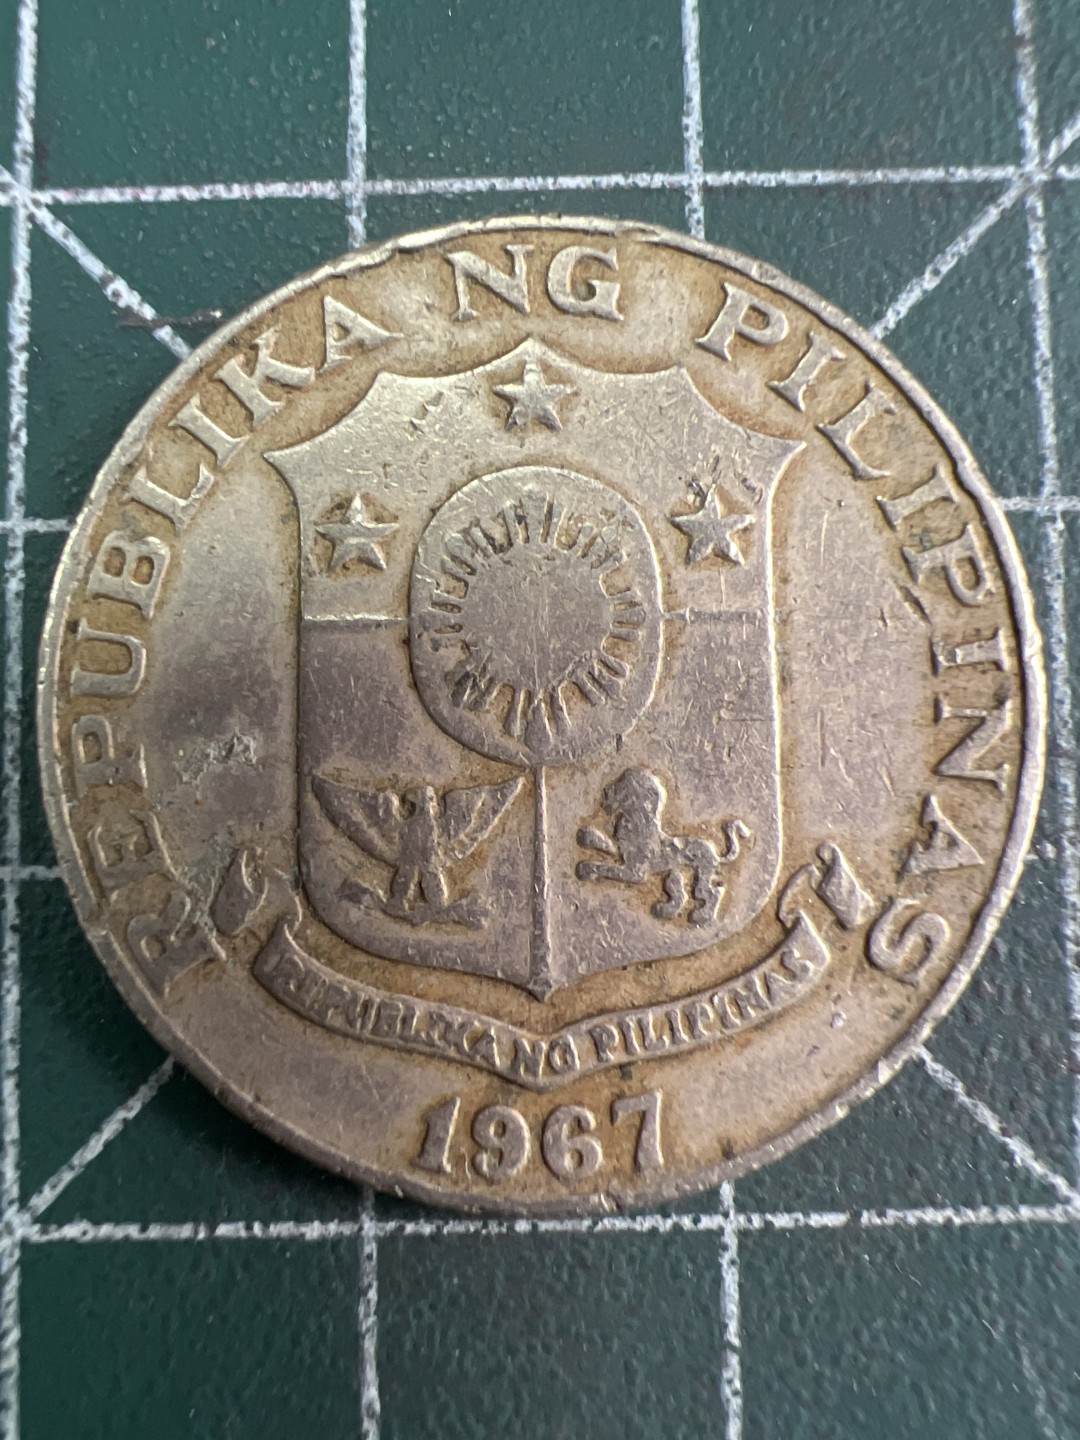 REPUBLIKA NG PILIPINAS
REPUBLIKA NG PILIPINAS
1967